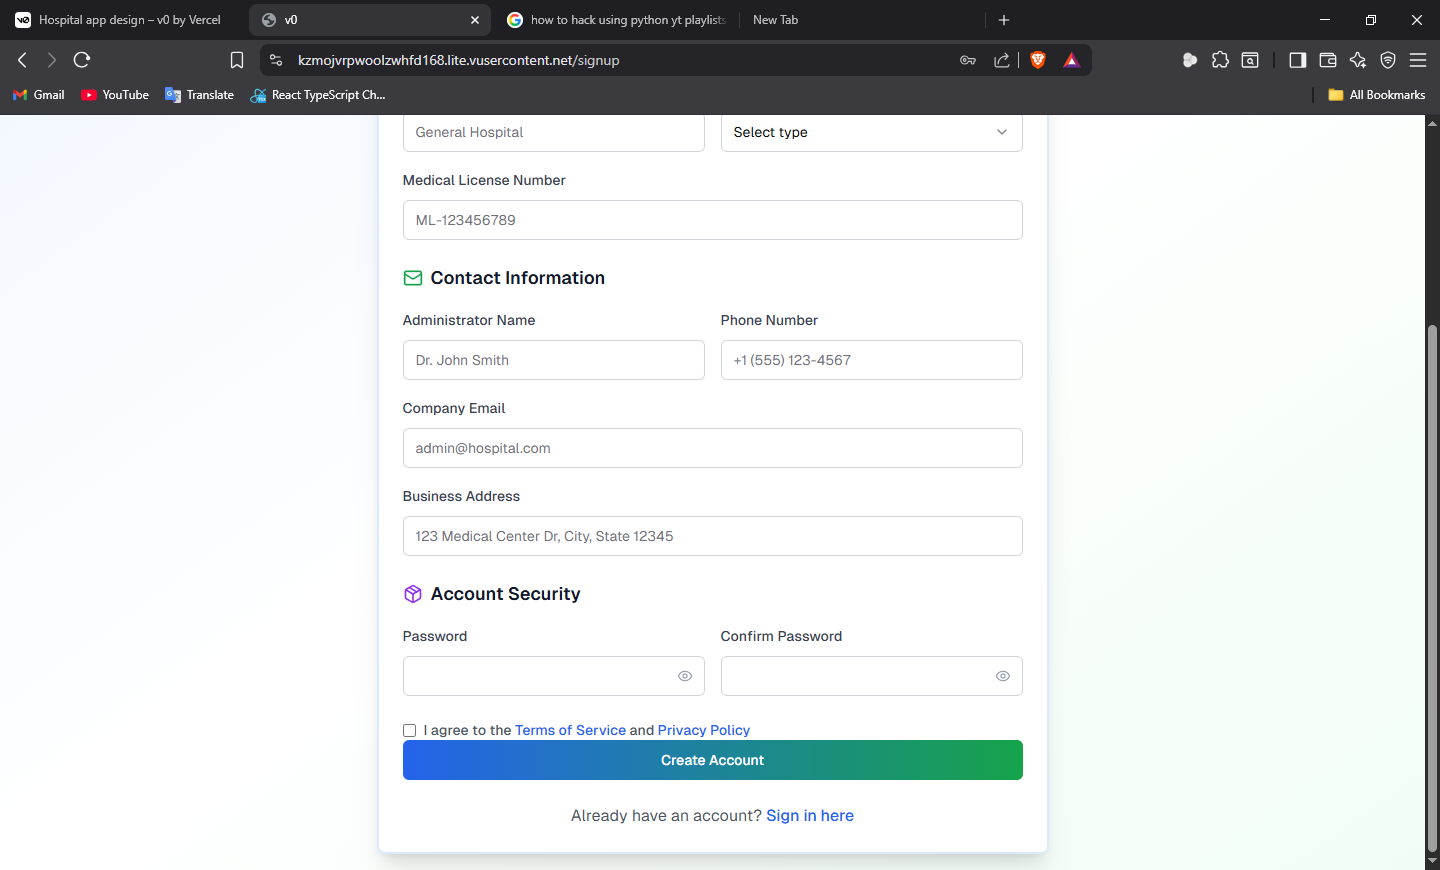 Hospital app design – v0 by Vercel
v0
how to hack using python yt playlists
New Tab
kzmojvrpwoolzwhfd168.lite.vusercontent.net/signup
Gmail
YouTube
Translate
React TypeScript Ch...
All Bookmarks
General Hospital
Select type
Medical License Number
ML-123456789
Contact Information
Administrator Name
Phone Number
Dr. John Smith
+1 (555) 123-4567
Company Email
admin@hospital.com
Business Address
123 Medical Center Dr, City, State 12345
Account Security
Password
Confirm Password
I agree to the Terms of Service and Privacy Policy
Create Account
Already have an account? Sign in here